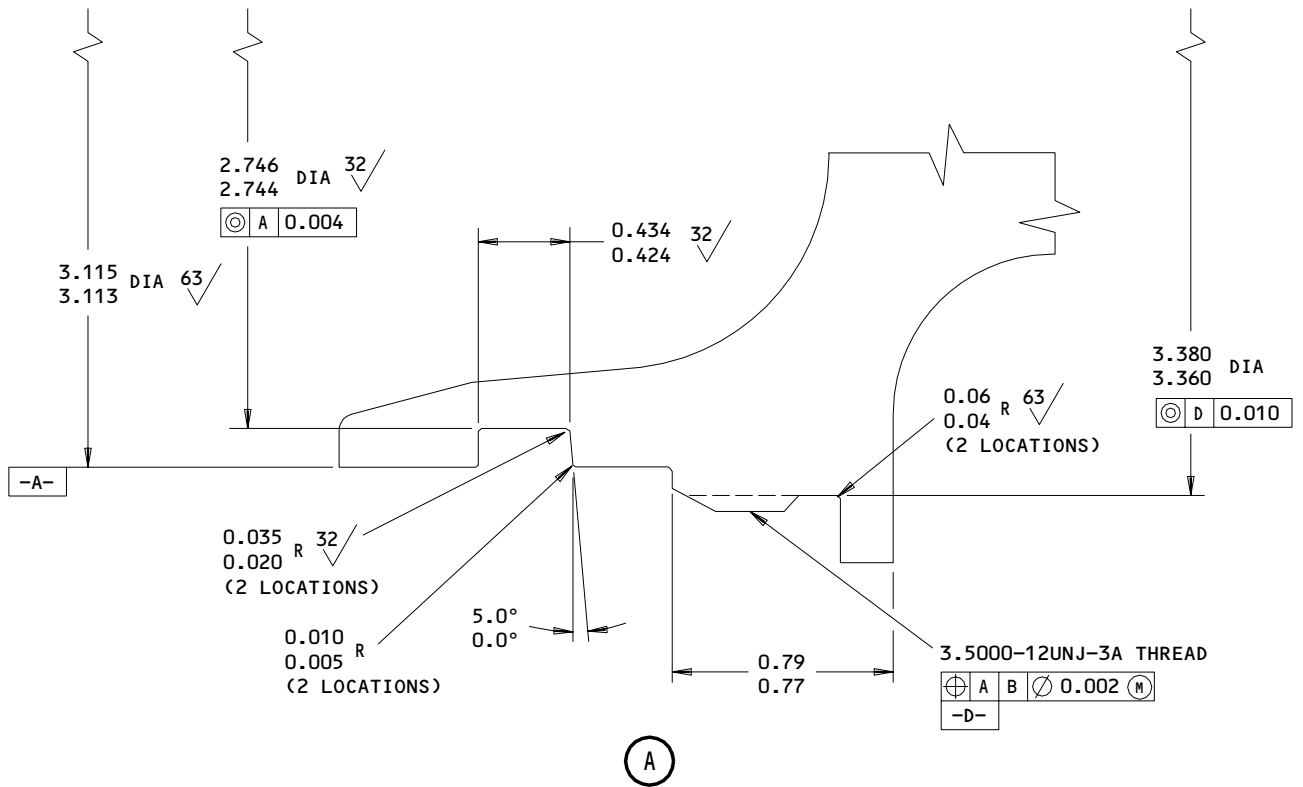 2.746
2.744 DIA 32
◎ A 0.004
0.434 32
0.424
3.115
3.113 DIA 63
3.380
3.360 DIA
◎ D 0.010
0.06
0.04 R 63
(2 LOCATIONS)
-A-
0.035
0.020 R 32
(2 LOCATIONS)
5.0°
0.0°
0.010
0.005 R
(2 LOCATIONS)
0.79
0.77
3.5000-12UNJ-3A THREAD
⌖ A B ⌀ 0.002 Ⓜ
-D-
A